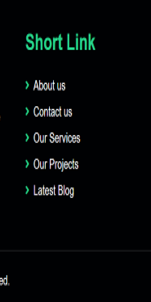 Short Link
› About us
› Contact us
› Our Services
› Our Projects
› Latest Blog
ed.